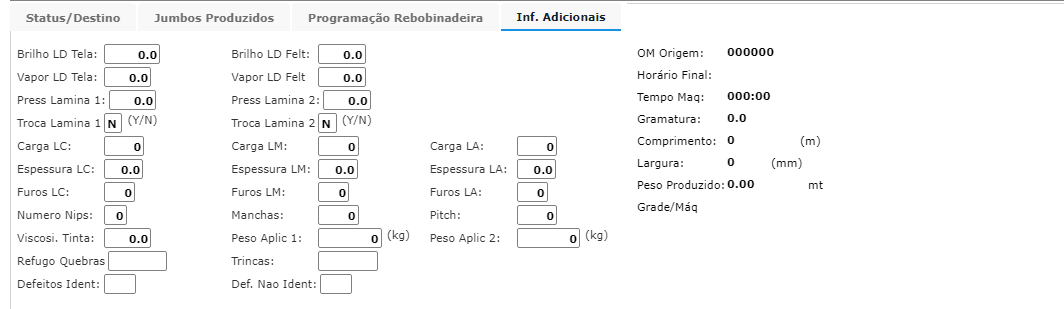 Status/Destino Jumbos Produzidos Programação Rebobinadeira Inf. Adicionais
Brilho LD Tela: 0.0 Brilho LD Felt: 0.0 OM Origem: 000000
Vapor LD Tela: 0.0 Vapor LD Felt 0.0 Horário Final:
Press Lamina 1: 0.0 Press Lamina 2: 0.0 Tempo Maq: 000:00
Troca Lamina 1 N (Y/N) Troca Lamina 2 N (Y/N) Gramatura: 0.0
Carga LC: 0 Carga LM: 0 Carga LA: 0 Comprimento: 0 (m)
Espessura LC: 0.0 Espessura LM: 0.0 Espessura LA: 0.0 Largura: 0 (mm)
Furos LC: 0 Furos LM: 0 Furos LA: 0 Peso Produzido: 0.00 mt
Numero Nips: 0 Manchas: 0 Pitch: 0 Grade/Máq
Viscosi. Tinta: 0.0 Peso Aplic 1: 0 (kg) Peso Aplic 2: 0 (kg)
Refugo Quebras Trincas:
Defeitos Ident: Def. Nao Ident: